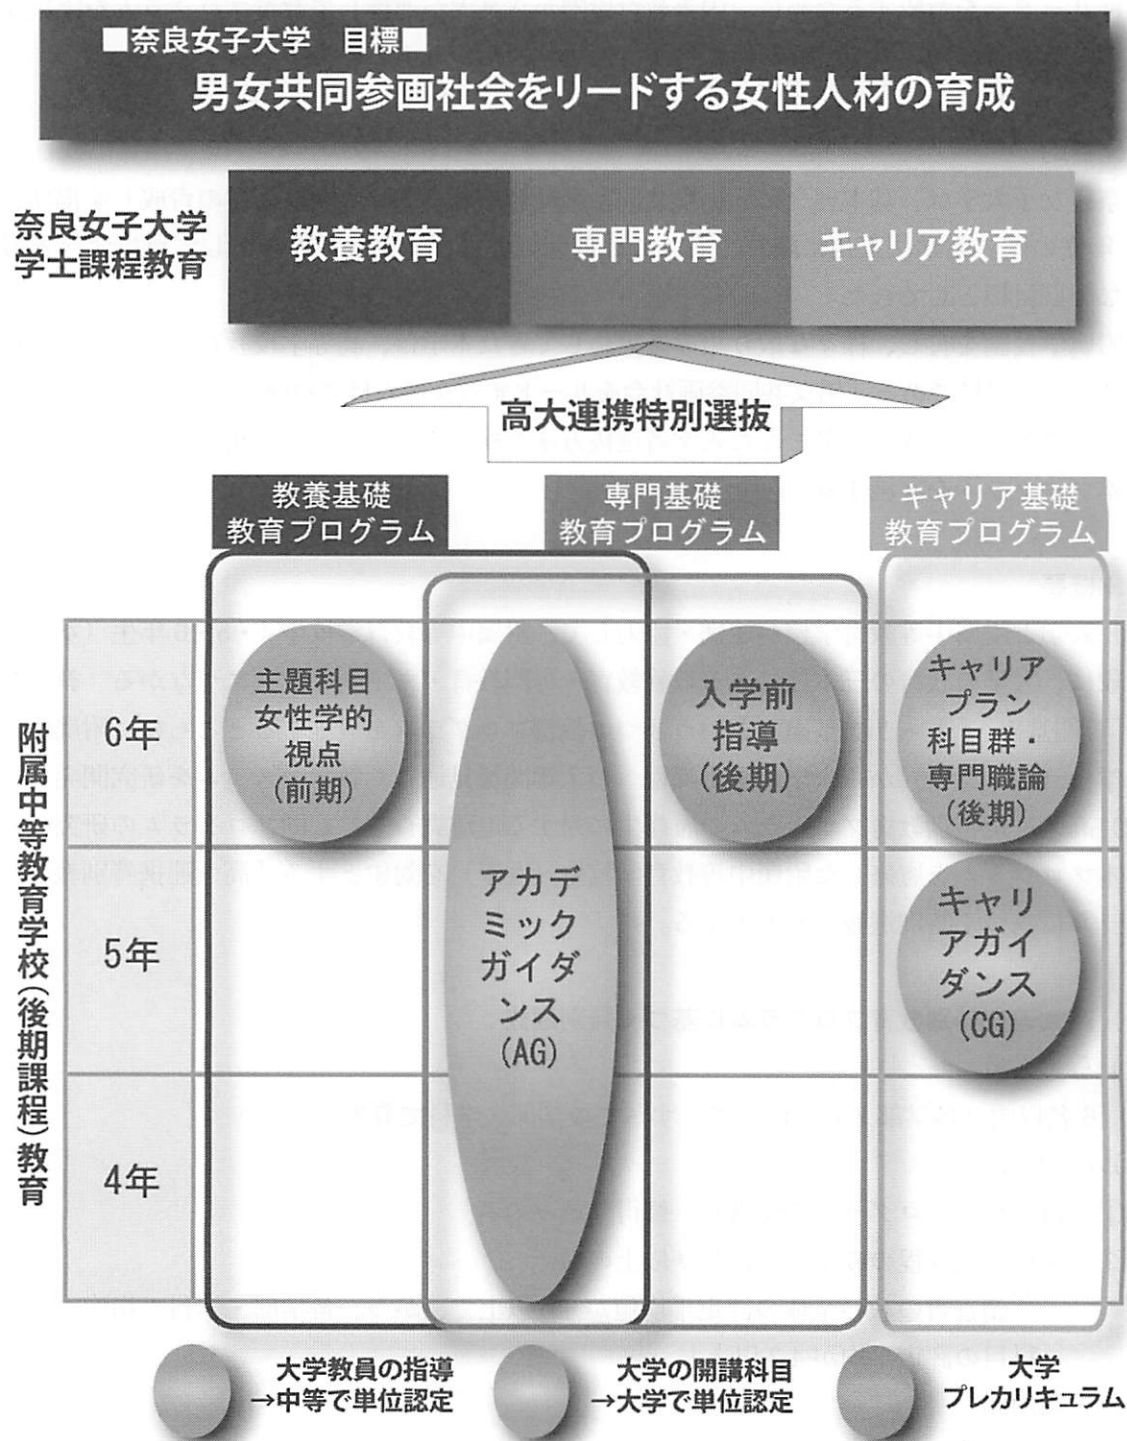 ■奈良女子大学 目標■
男女共同参画社会をリードする女性人材の育成
奈良女子大学
学士課程教育
教養教育
専門教育
キャリア教育
高大連携特別選抜
教養基礎
教育プログラム
専門基礎
教育プログラム
キャリア基礎
教育プログラム
附属中等教育学校(後期課程)教育
6年
主題科目
女性学的
視点
(前期)
入学前
指導
(後期)
キャリア
プラン
科目群・
専門職論
(後期)
5年
アカデ
ミック
ガイダ
ンス
(AG)
キャリ
アガイ
ダンス
(CG)
4年
大学教員の指導
→中等で単位認定
大学の開講科目
→大学で単位認定
大学
プレカリキュラム